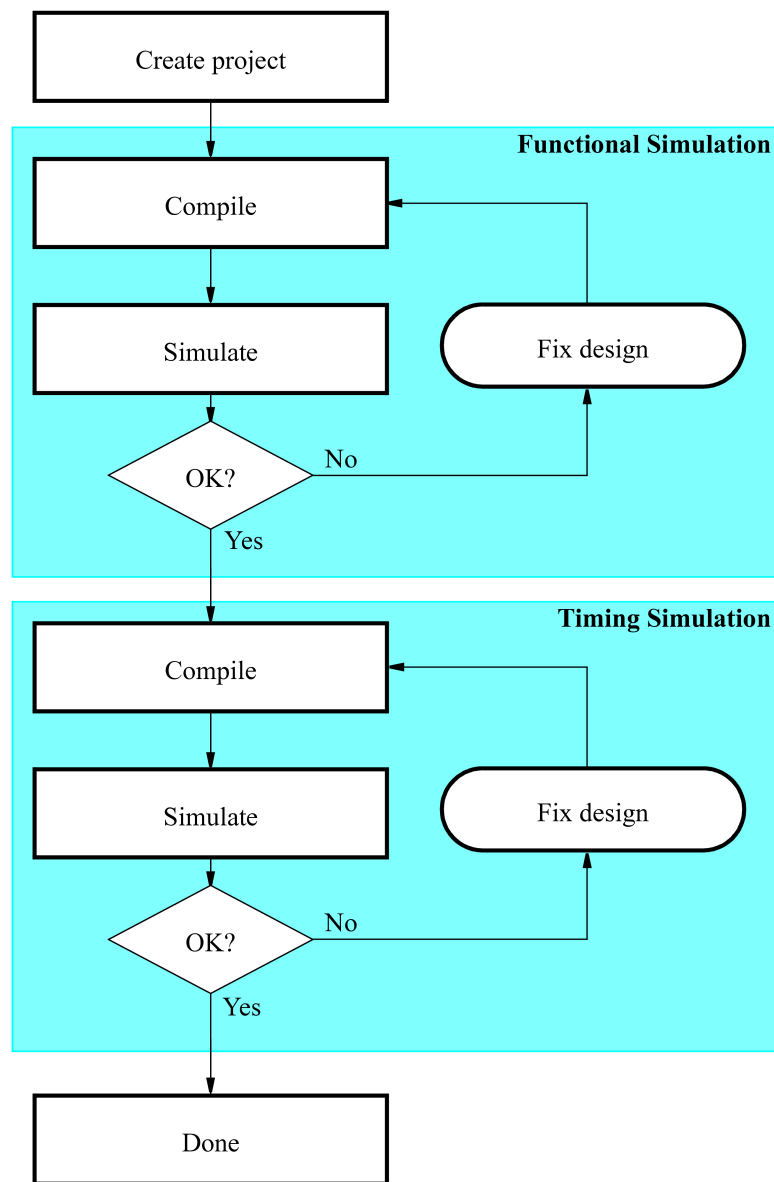 Create project
Functional Simulation
Compile
Simulate
Fix design
No
OK?
Yes
Timing Simulation
Compile
Simulate
Fix design
No
OK?
Yes
Done